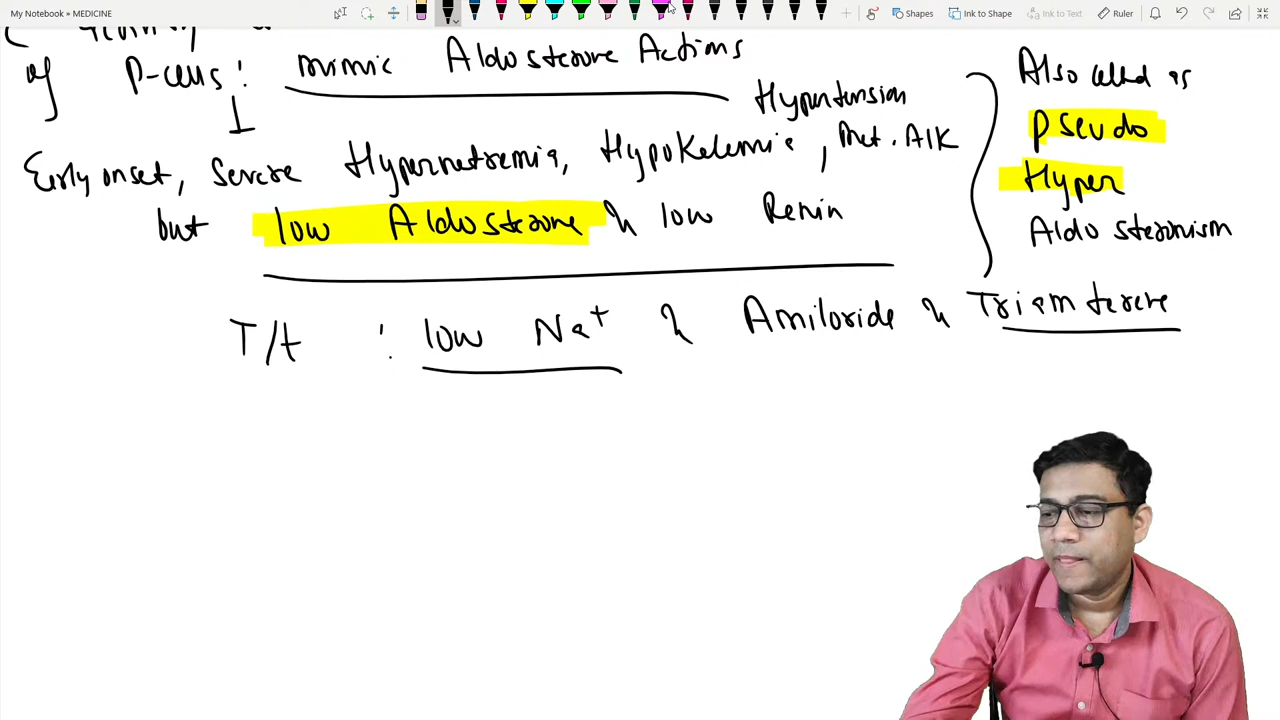 My Notebook » MEDICINE
Shapes Ink to Shape Ink to Text Ruler
of P-cells: mimic Aldosterone Actions
Hypertension
Early onset, Severe Hypernatremia, Hypokalemia, Met. Alk
but low Aldosterone & low Renin
Also called as
pseudo
Hyper
Aldosteronism
T/t : low Na+ & Amiloride & Triamterene